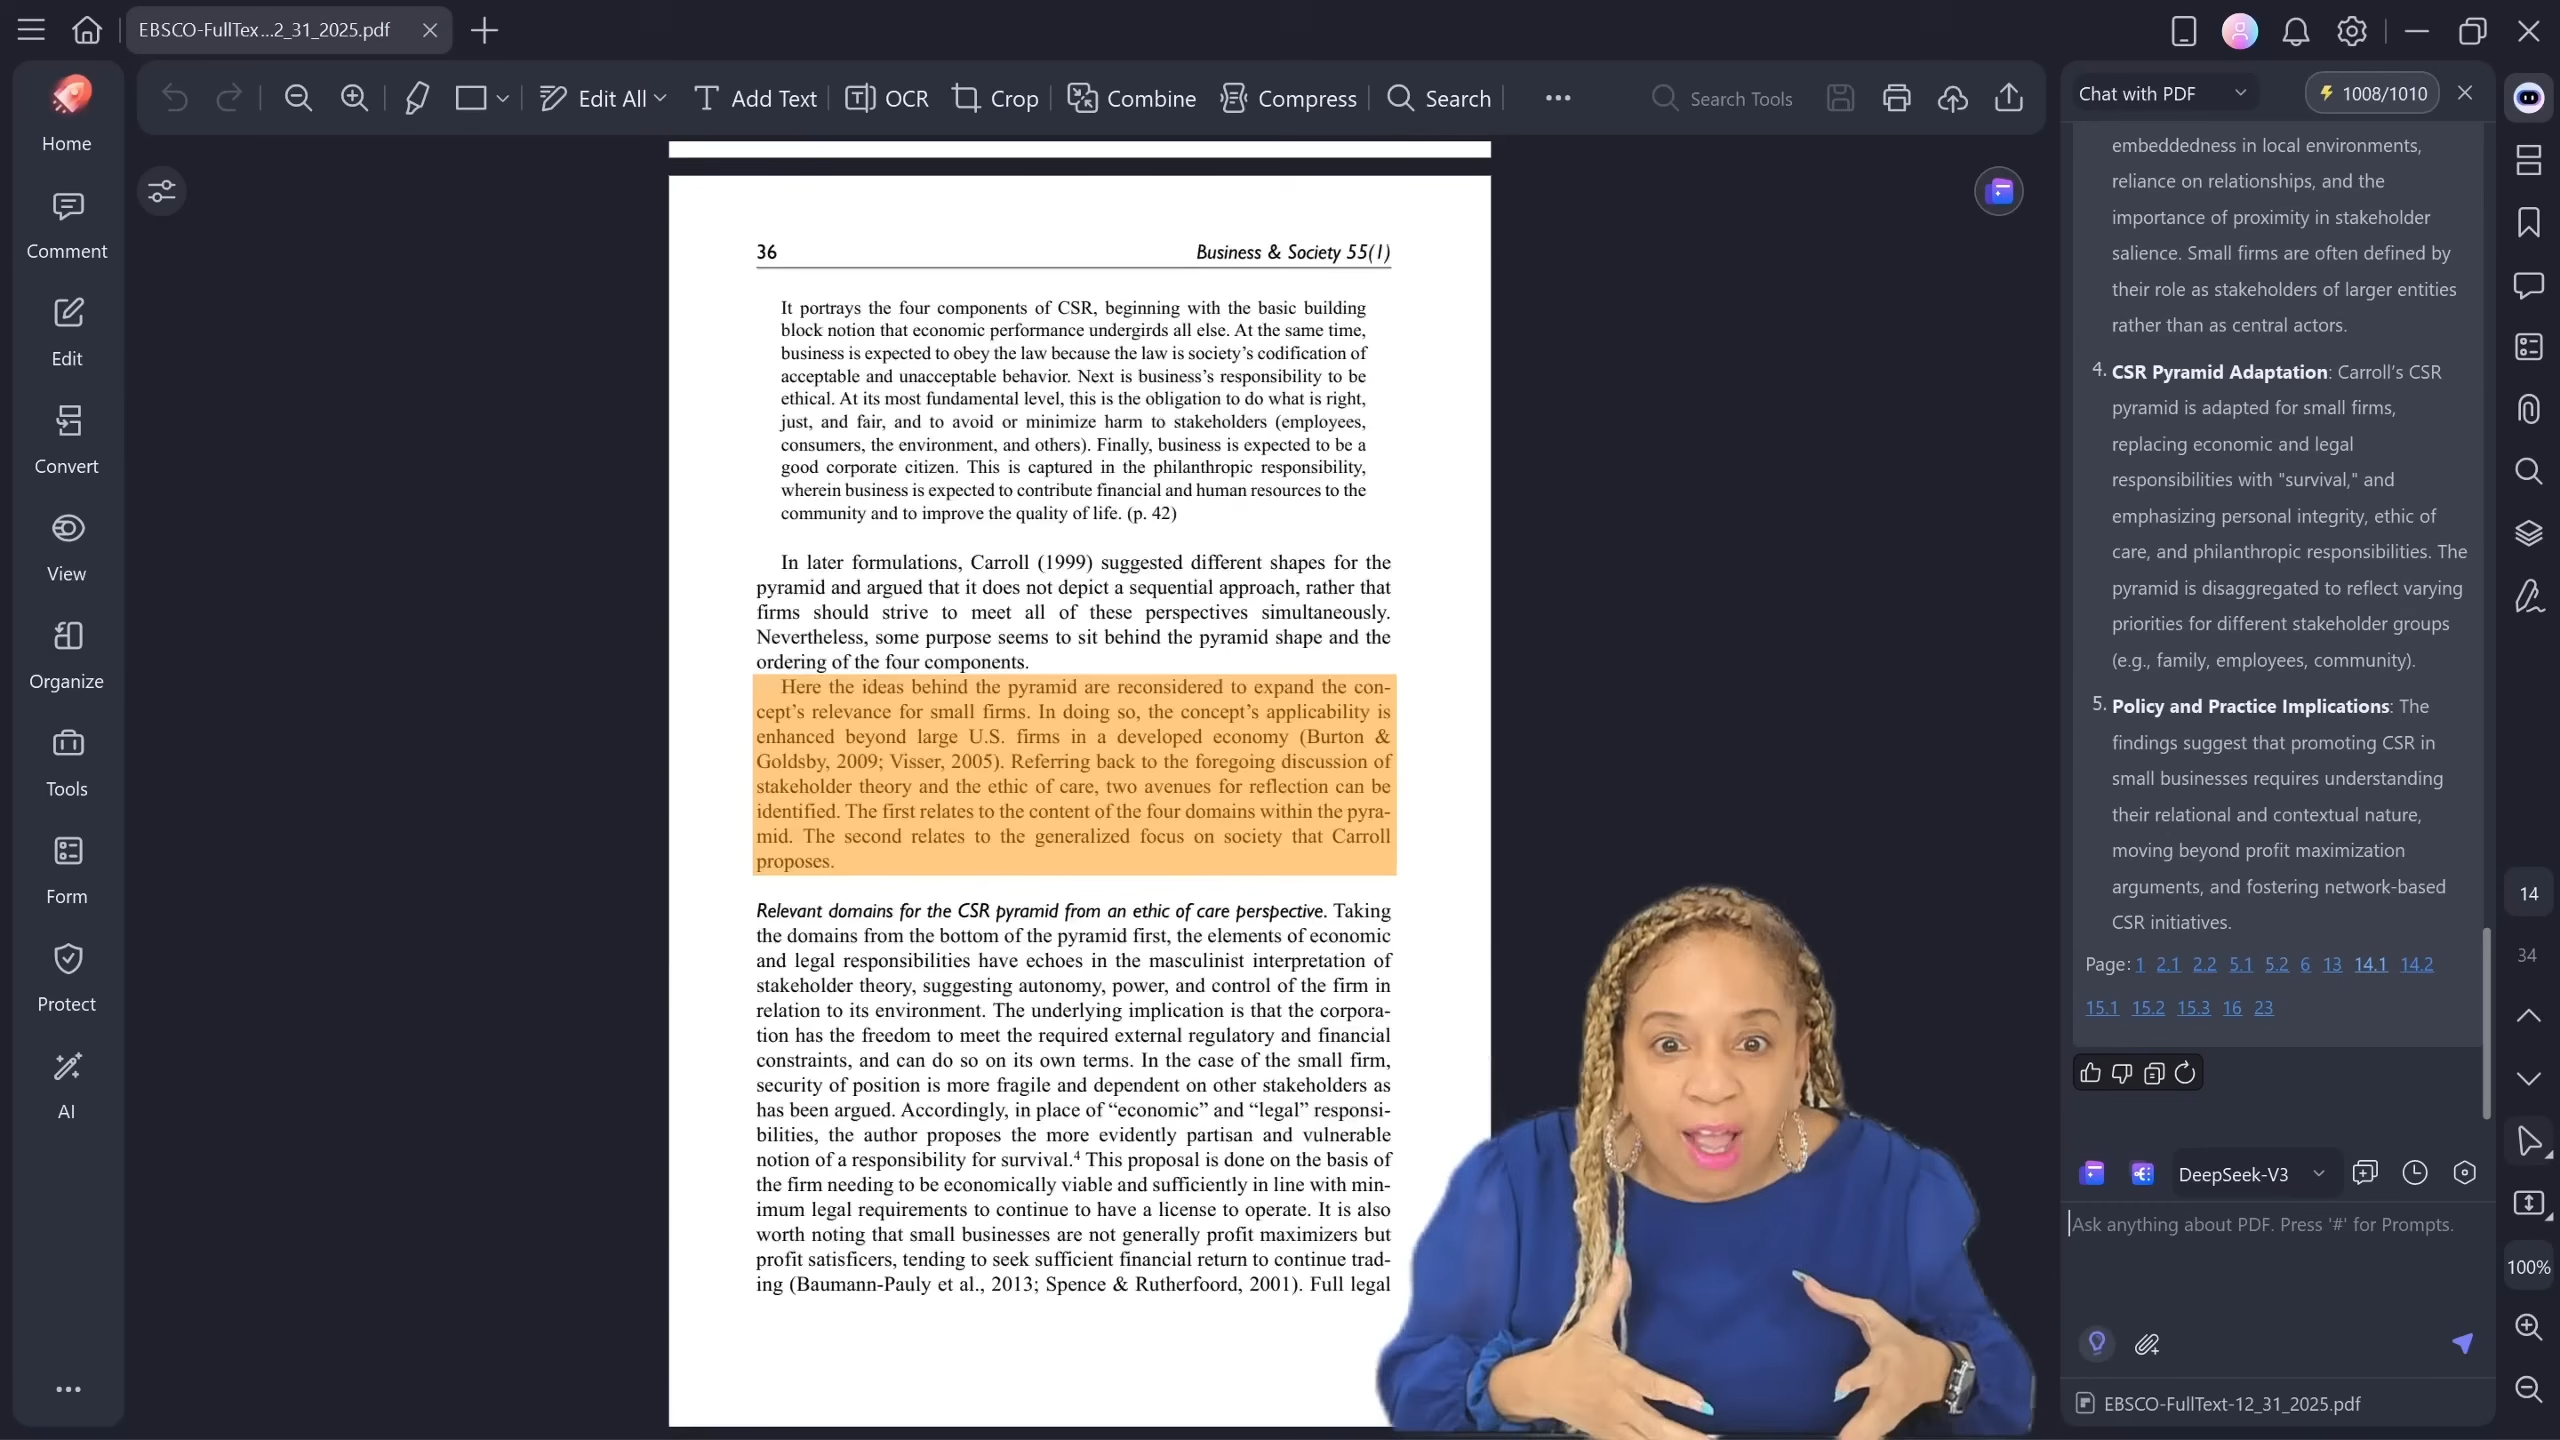 EBSCO-FullTex...2_31_2025.pdf
Edit All
Add Text
OCR
Crop
Combine
Compress
Search
Search Tools
Home
Comment
Edit
Convert
View
Organize
Tools
Form
Protect
AI
36
Business & Society 55(1)
It portrays the four components of CSR, beginning with the basic building
block notion that economic performance undergirds all else. At the same time,
business is expected to obey the law because the law is society's codification of
acceptable and unacceptable behavior. Next is business's responsibility to be
ethical. At its most fundamental level, this is the obligation to do what is right,
just, and fair, and to avoid or minimize harm to stakeholders (employees,
consumers, the environment, and others). Finally, business is expected to be a
good corporate citizen. This is captured in the philanthropic responsibility,
wherein business is expected to contribute financial and human resources to the
community and to improve the quality of life. (p. 42)
In later formulations, Carroll (1999) suggested different shapes for the
pyramid and argued that it does not depict a sequential approach, rather that
firms should strive to meet all of these perspectives simultaneously.
Nevertheless, some purpose seems to sit behind the pyramid shape and the
ordering of the four components.
Here the ideas behind the pyramid are reconsidered to expand the con-
cept's relevance for small firms. In doing so, the concept's applicability is
enhanced beyond large U.S. firms in a developed economy (Burton &
Goldsby, 2009; Visser, 2005). Referring back to the foregoing discussion of
stakeholder theory and the ethic of care, two avenues for reflection can be
identified. The first relates to the content of the four domains within the pyra-
mid. The second relates to the generalized focus on society that Carroll
proposes.
Relevant domains for the CSR pyramid from an ethic of care perspective. Taking
the domains from the bottom of the pyramid first, the elements of economic
and legal responsibilities have echoes in the masculinist interpretation of
stakeholder theory, suggesting autonomy, power, and control of the firm in
relation to its environment. The underlying implication is that the corpora-
tion has the freedom to meet the required external regulatory and financial
constraints, and can do so on its own terms. In the case of the small firm,
security of position is more fragile and dependent on other stakeholders as
has been argued. Accordingly, in place of “economic” and “legal” responsi-
bilities, the author proposes the more evidently partisan and vulnerable
notion of a responsibility for survival.4 This proposal is done on the basis of
the firm needing to be economically viable and sufficiently in line with min-
imum legal requirements to continue to have a license to operate. It is also
worth noting that small businesses are not generally profit maximizers but
profit satisficers, tending to seek sufficient financial return to continue trad-
ing (Baumann-Pauly et al., 2013; Spence & Rutherfoord, 2001). Full legal
Chat with PDF
1008/1010
embeddedness in local environments,
reliance on relationships, and the
importance of proximity in stakeholder
salience. Small firms are often defined by
their role as stakeholders of larger entities
rather than as central actors.
4. CSR Pyramid Adaptation: Carroll's CSR
pyramid is adapted for small firms,
replacing economic and legal
responsibilities with "survival," and
emphasizing personal integrity, ethic of
care, and philanthropic responsibilities. The
pyramid is disaggregated to reflect varying
priorities for different stakeholder groups
(e.g., family, employees, community).
5. Policy and Practice Implications: The
findings suggest that promoting CSR in
small businesses requires understanding
their relational and contextual nature,
moving beyond profit maximization
arguments, and fostering network-based
CSR initiatives.
Page: 1 2.1 2.2 5.1 5.2 6 13 14.1 14.2
15.1 15.2 15.3 16 23
DeepSeek-V3
Ask anything about PDF. Press '#' for Prompts.
EBSCO-FullText-12_31_2025.pdf
14
34
100%